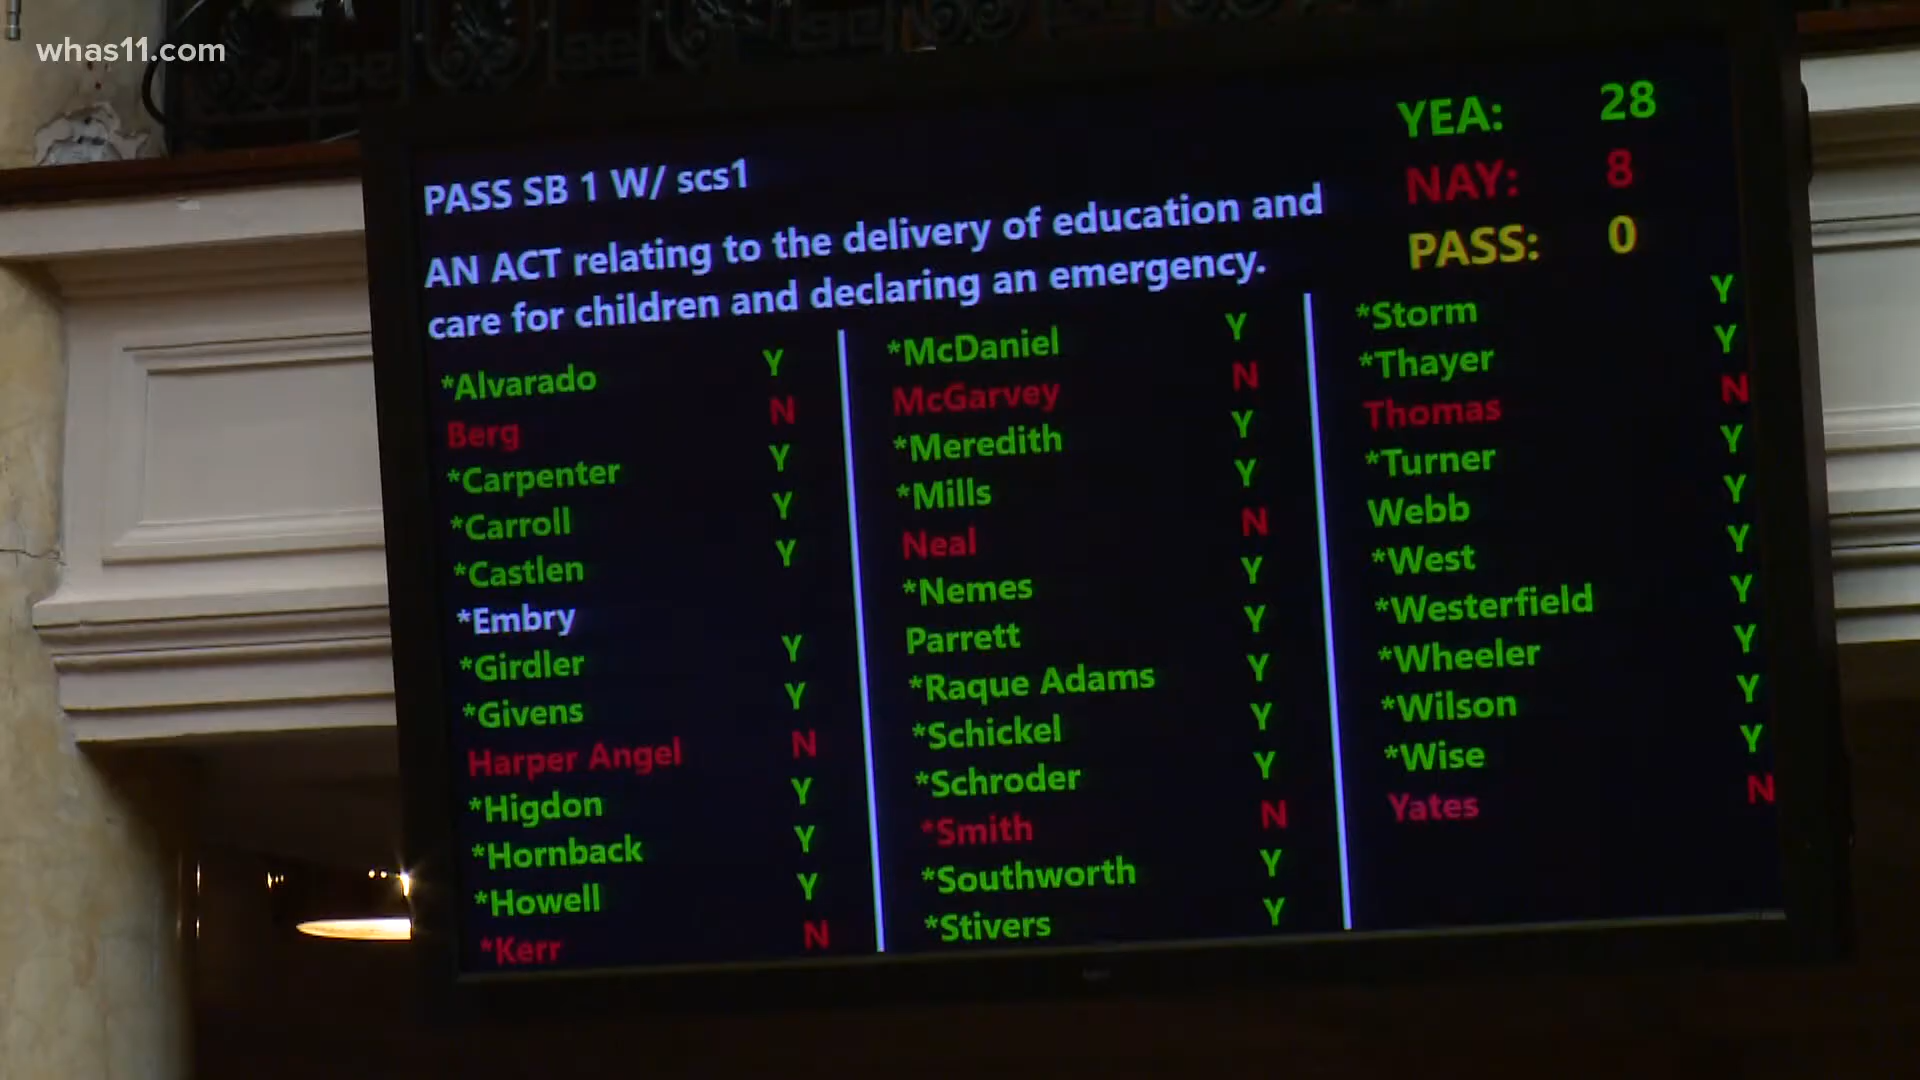 whas11.com
YEA: 28
NAY: 8
PASS: 0
PASS SB 1 W/ scs1
AN ACT relating to the delivery of education and
care for children and declaring an emergency.
*Alvarado Y
Berg N
*Carpenter Y
*Carroll Y
*Castlen Y
*Embry
*Girdler Y
*Givens Y
Harper Angel N
*Higdon Y
*Hornback Y
*Howell Y
*Kerr N
*McDaniel Y
McGarvey N
*Meredith Y
*Mills Y
Neal N
*Nemes Y
Parrett Y
*Raque Adams Y
*Schickel Y
*Schroder Y
*Smith N
*Southworth Y
*Stivers Y
*Storm Y
*Thayer Y
Thomas N
*Turner Y
Webb Y
*West Y
*Westerfield Y
*Wheeler Y
*Wilson Y
*Wise Y
Yates N